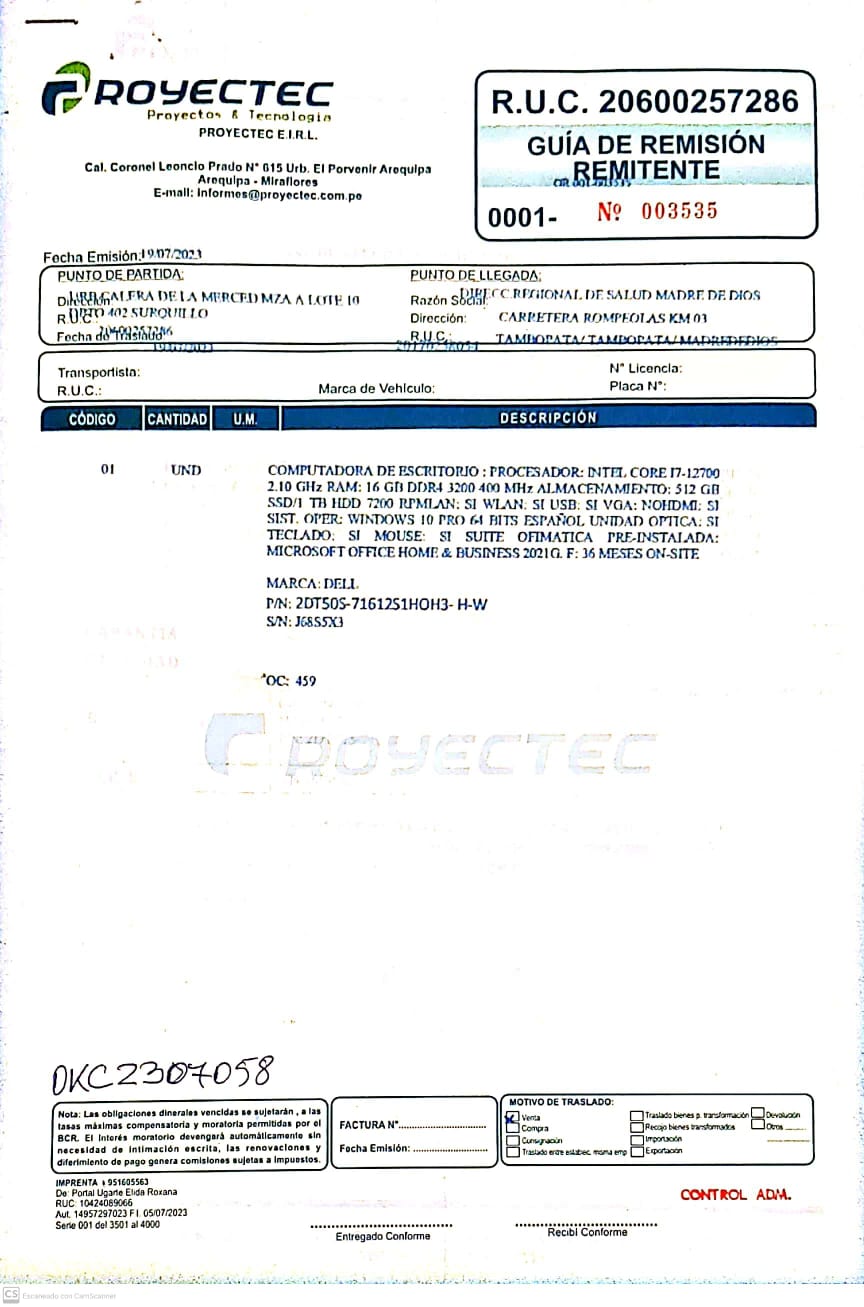 PROYECTEC
Proyectos & Tecnología
PROYECTEC E.I.R.L.
Cal. Coronel Leoncio Prado N° 615 Urb. El Porvenir Arequipa
Arequipa - Miraflores
E-mail: informes@proyectec.com.pe
R.U.C. 20600257286
GUÍA DE REMISIÓN
REMITENTE
0001- Nº 003535
Fecha Emisión: 19/07/2023
PUNTO DE PARTIDA:
Dirección: URB CALERA DE LA MERCED MZA A LOTE 10
DPTO 402 SURQUILLO
R.U.C.: 20600257286
Fecha de Traslado: 19/07/2023
PUNTO DE LLEGADA:
Razón Social: DIRECC REGIONAL DE SALUD MADRE DE DIOS
Dirección: CARRETERA ROMPEOLAS KM 03
R.U.C.: TAMBOPATA/ TAMBOPATA/ MADREDEDIOS
Transportista:
R.U.C.:
Marca de Vehículo:
N° Licencia:
Placa N°:
CÓDIGO CANTIDAD U.M. DESCRIPCIÓN
01 UND COMPUTADORA DE ESCRITORIO : PROCESADOR: INTEL CORE I7-12700
2.10 GHz RAM: 16 GB DDR4 3200 400 MHz ALMACENAMIENTO: 512 GB
SSD/1 TB HDD 7200 RPMLAN: SI WLAN: SI USB: SI VGA: NOHDMI: SI
SIST. OPER: WINDOWS 10 PRO 64 BITS ESPAÑOL UNIDAD OPTICA: SI
TECLADO: SI MOUSE: SI SUITE OFIMATICA PRE-INSTALADA:
MICROSOFT OFFICE HOME & BUSINESS 2021G. F: 36 MESES ON-SITE
MARCA: DELL
P/N: 2DT50S-71612S1HOH3- H-W
S/N: J68S5X3
OC: 459
PROYECTEC
DKC2307058
Nota: Las obligaciones dinerales vencidas se sujetarán , a las
tasas máximas compensatoria y moratoria permitidas por el
BCR. El Interés moratorio devengará automáticamente sin
necesidad de intimación escrita, las renovaciones y
diferimiento de pago genera comisiones sujetas a impuestos.
FACTURA N°
Fecha Emisión:
MOTIVO DE TRASLADO:
X Venta
Compra
Consignación
Traslado entre establec. misma emp
Traslado bienes p. transformación
Recojo bienes transformados
Importación
Exportación
Devolución
Otros
IMPRENTA 951605563
De: Portal Ugarte Elida Roxana
RUC: 10424089066
Aut. 14957297023 F.I. 05/07/2023
Serie 001 del 3501 al 4000
CONTROL ADM.
Entregado Conforme
Recibí Conforme
CS Escaneado con CamScanner